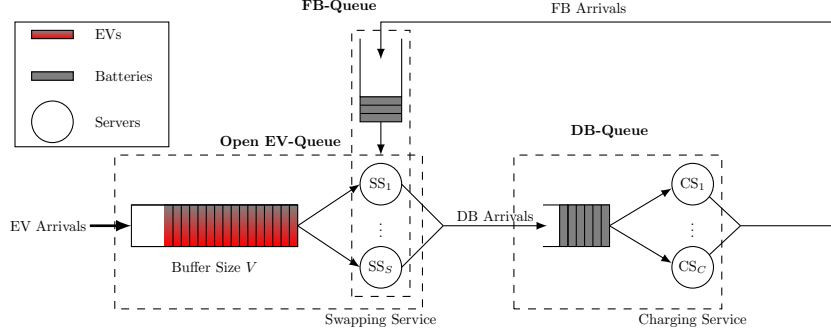 FB-Queue
FB Arrivals
EVs
Batteries
Servers
Open EV-Queue
DB-Queue
SS1
CS1
EV Arrivals
⋮
DB Arrivals
⋮
Buffer Size V
SSS
CSC
Swapping Service
Charging Service